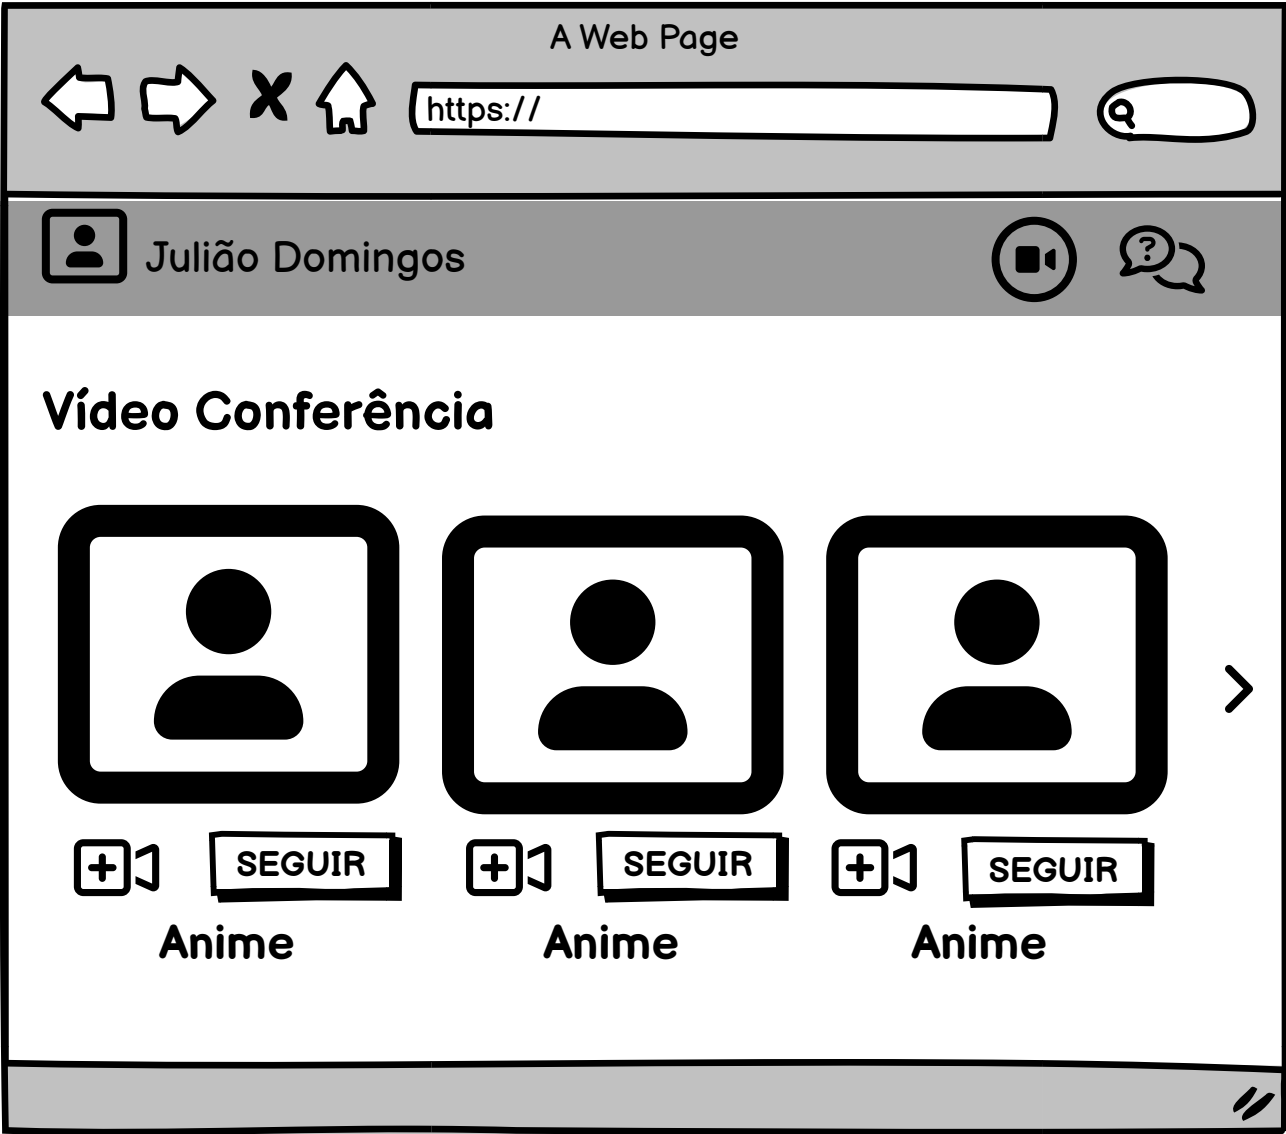 A Web Page
https://
Julião Domingos
?
Vídeo Conferência
SEGUIR SEGUIR SEGUIR
Anime Anime Anime